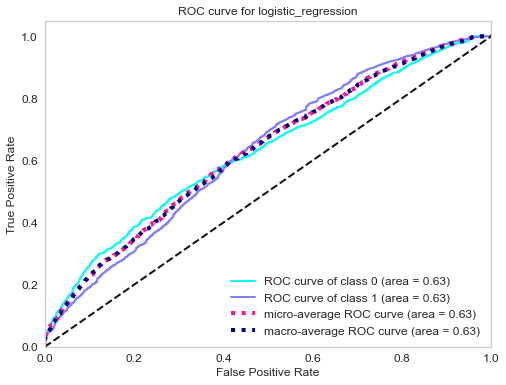 ROC curve for logistic_regression
True Positive Rate
1.0
0.8
0.6
0.4
0.2
0.0
ROC curve of class 0 (area = 0.63)
ROC curve of class 1 (area = 0.63)
micro-average ROC curve (area = 0.63)
macro-average ROC curve (area = 0.63)
0.0 0.2 0.4 0.6 0.8 1.0
False Positive Rate